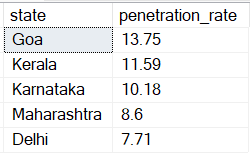 state penetration_rate
Goa 13.75
Kerala 11.59
Karnataka 10.18
Maharashtra 8.6
Delhi 7.71